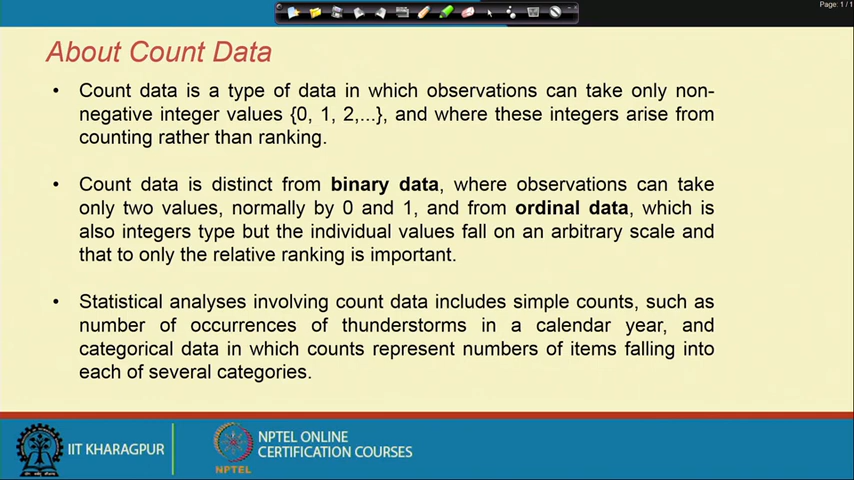 Page: 1 / 1
About Count Data
• Count data is a type of data in which observations can take only non-
negative integer values {0, 1, 2,...}, and where these integers arise from
counting rather than ranking.
• Count data is distinct from binary data, where observations can take
only two values, normally by 0 and 1, and from ordinal data, which is
also integers type but the individual values fall on an arbitrary scale and
that to only the relative ranking is important.
• Statistical analyses involving count data includes simple counts, such as
number of occurrences of thunderstorms in a calendar year, and
categorical data in which counts represent numbers of items falling into
each of several categories.
IIT KHARAGPUR
NPTEL
NPTEL ONLINE
CERTIFICATION COURSES